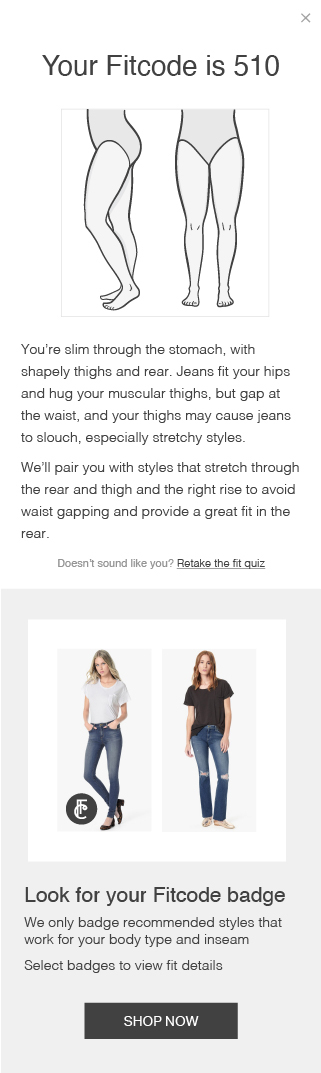 ×
Your Fitcode is 510
You’re slim through the stomach, with
shapely thighs and rear. Jeans fit your hips
and hug your muscular thighs, but gap at
the waist, and your thighs may cause jeans
to slouch, especially stretchy styles.
We’ll pair you with styles that stretch through
the rear and thigh and the right rise to avoid
waist gapping and provide a great fit in the
rear.
Doesn’t sound like you? Retake the fit quiz
FC
Look for your Fitcode badge
We only badge recommended styles that
work for your body type and inseam
Select badges to view fit details
SHOP NOW